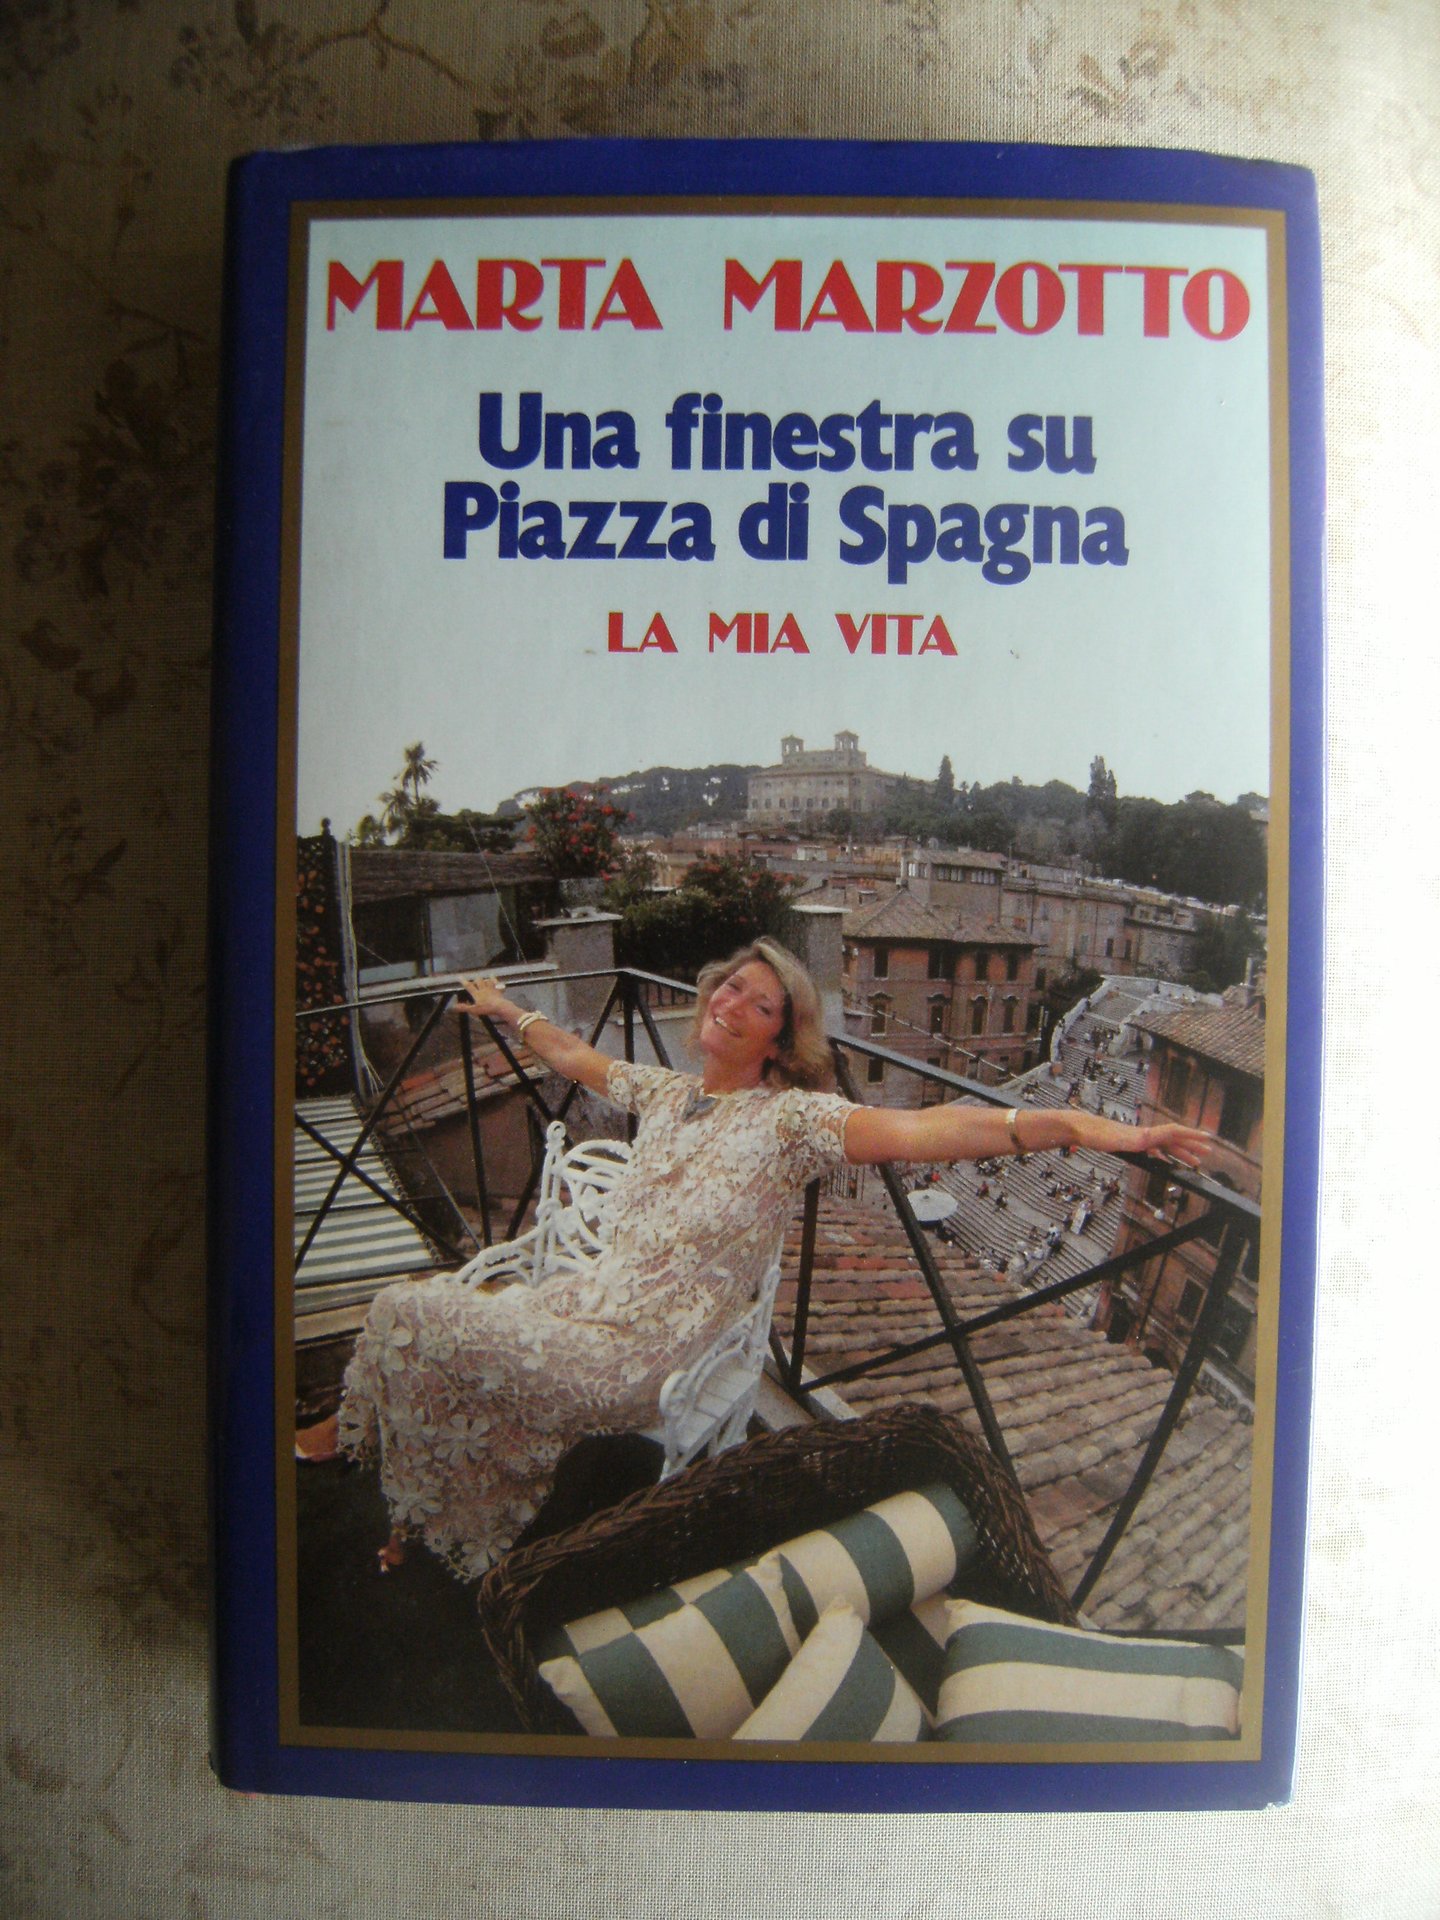 MARTA MARZOTTO
Una finestra su
Piazza di Spagna
LA MIA VITA